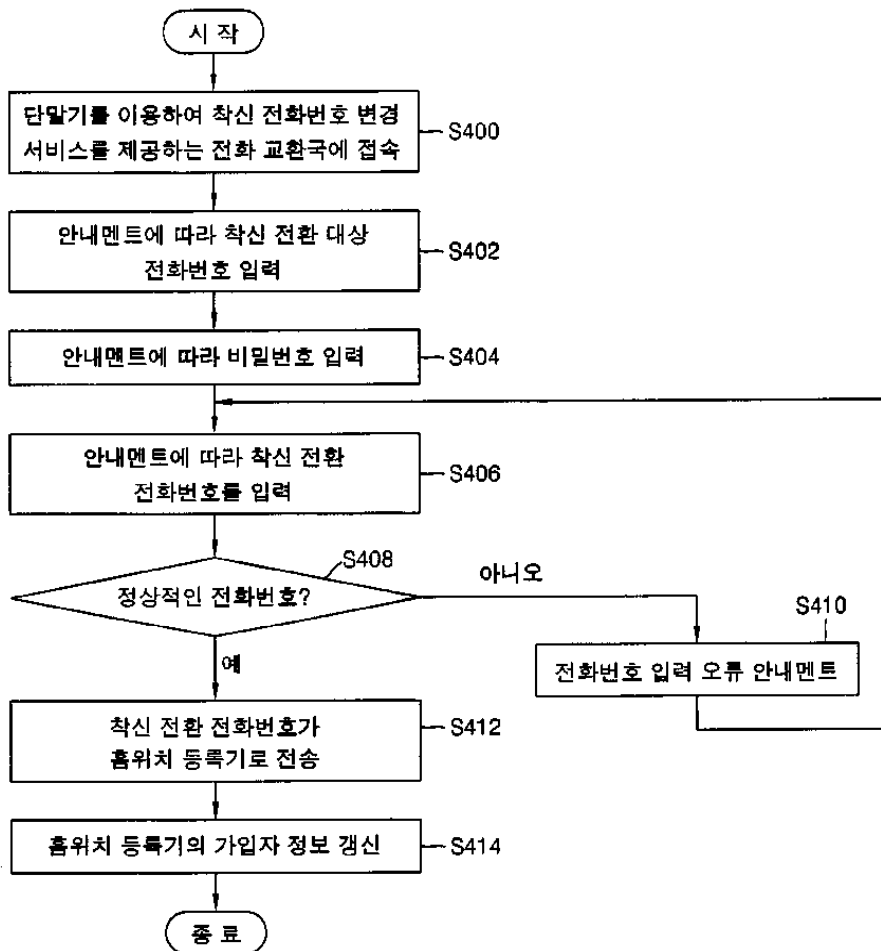 시 작
단말기를 이용하여 착신 전화번호 변경
서비스를 제공하는 전화 교환국에 접속
S400
안내멘트에 따라 착신 전환 대상
전화번호 입력
S402
안내멘트에 따라 비밀번호 입력
S404
안내멘트에 따라 착신 전환
전화번호를 입력
S406
S408
정상적인 전화번호?
아니오
예
S410
전화번호 입력 오류 안내멘트
착신 전환 전화번호가
홈위치 등록기로 전송
S412
홈위치 등록기의 가입자 정보 갱신
S414
종 료